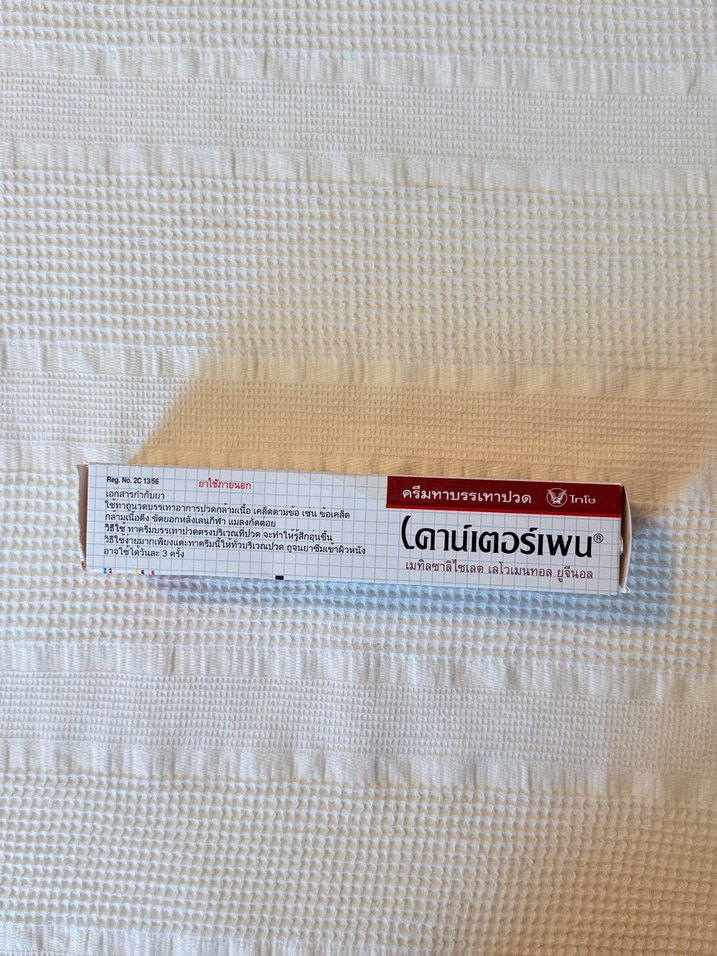 Reg. No. 2C 13/56
ยาใช้ภายนอก
เอกสารกำกับยา
ใช้ทาถูนวดบรรเทาอาการปวดกล้ามเนื้อ เคล็ดตามข้อ เช่น ข้อเคล็ด
กล้ามเนื้อตึง ขัดยอกหลังเล่นกีฬา แมลงกัดต่อย
วิธีใช้ ทาครีมบรรเทาปวดตรงบริเวณที่ปวด จะทำให้รู้สึกอุ่นขึ้น
วิธีใช้ง่ายมากเพียงแต่ทาครีมนี้ให้ทั่วบริเวณปวด ถูจนยาซึมเข้าผิวหนัง
อาจใช้ได้วันละ 3 ครั้ง
ครีมทาบรรเทาปวด
ไทโช
เคาน์เตอร์เพน®
เมทิลซาลิไซเลต เลโวเมนทอล ยูจีนอล